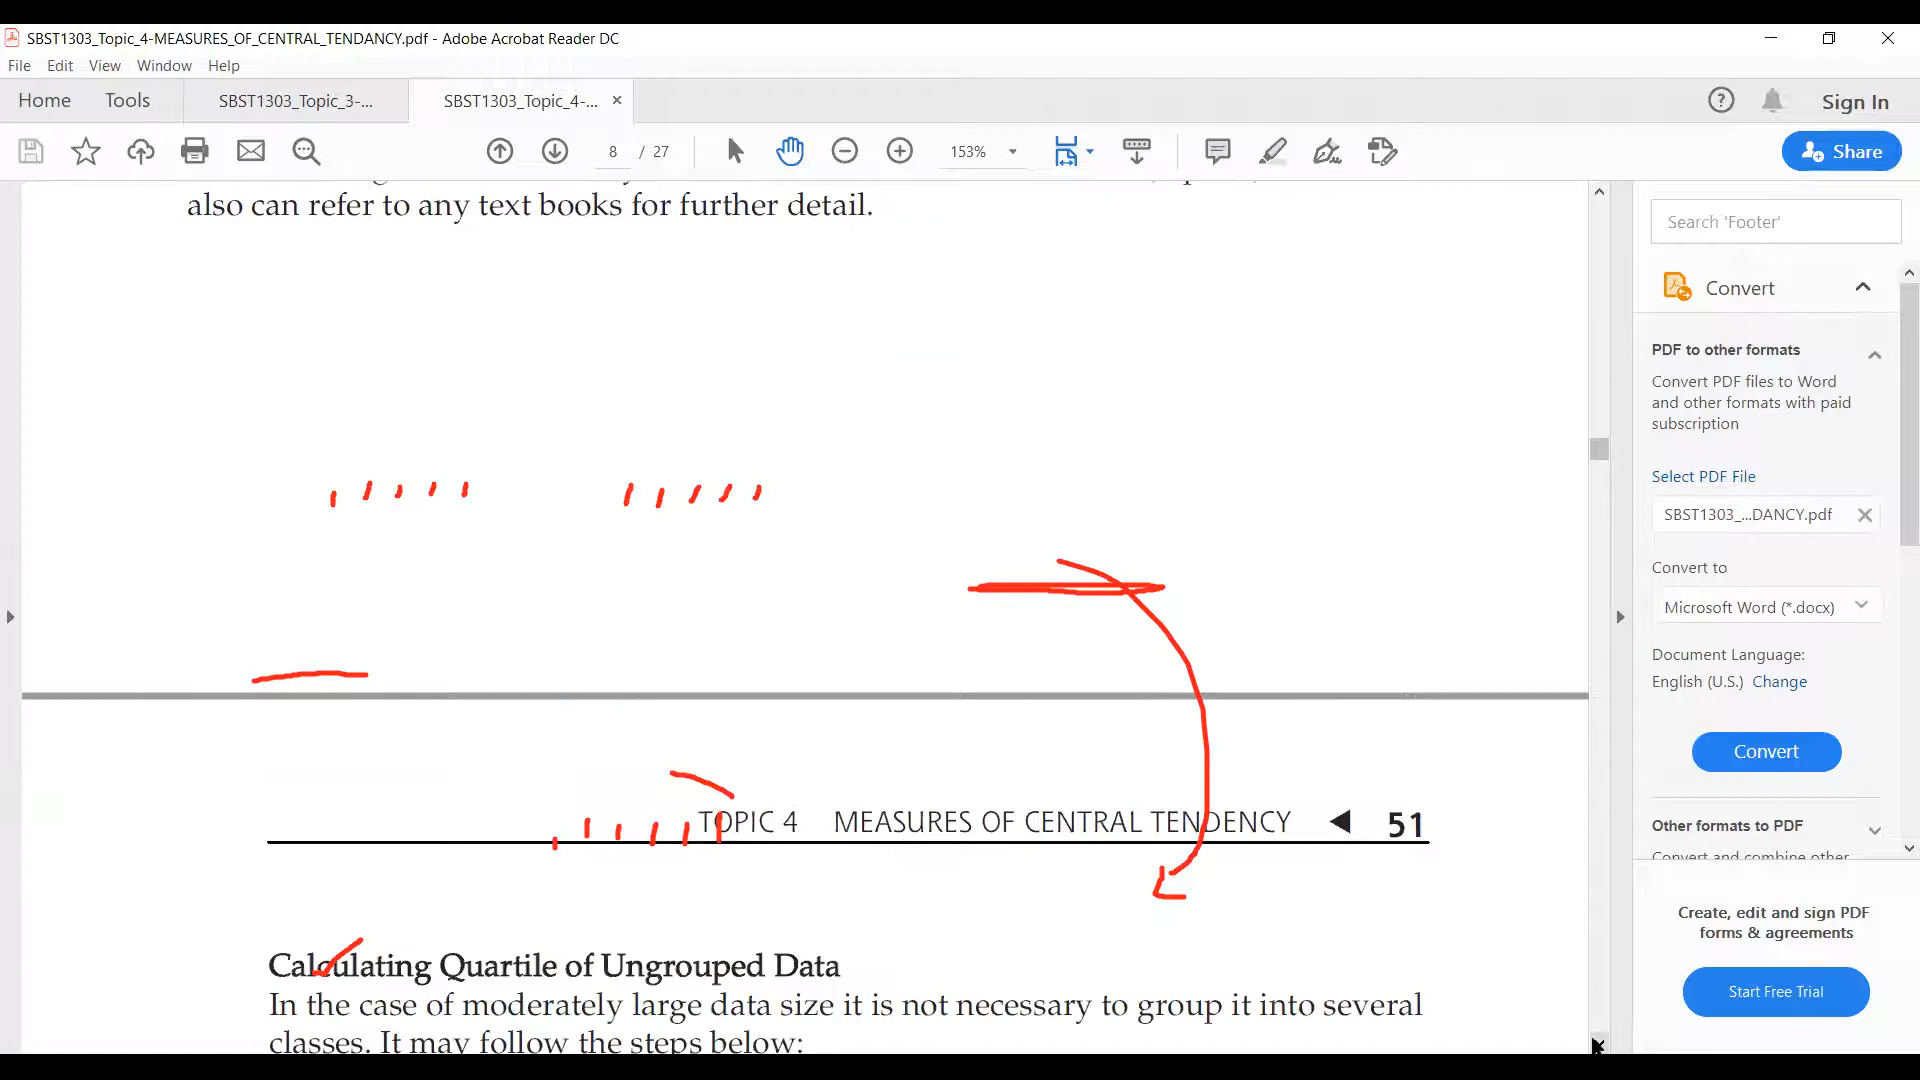 SBST1303_Topic_4-MEASURES_OF_CENTRAL_TENDANCY.pdf - Adobe Acrobat Reader DC
File Edit View Window Help
Home Tools SBST1303_Topic_3-... SBST1303_Topic_4-... Sign In
8 / 27 153% Share
also can refer to any text books for further detail.
TOPIC 4 MEASURES OF CENTRAL TENDENCY 51
Calculating Quartile of Ungrouped Data
In the case of moderately large data size it is not necessary to group it into several
classes. It may follow the steps below:
Search 'Footer'
Convert
PDF to other formats
Convert PDF files to Word
and other formats with paid
subscription
Select PDF File
SBST1303_...DANCY.pdf
Convert to
Microsoft Word (*.docx)
Document Language:
English (U.S.) Change
Convert
Other formats to PDF
Convert and combine other
Create, edit and sign PDF
forms & agreements
Start Free Trial